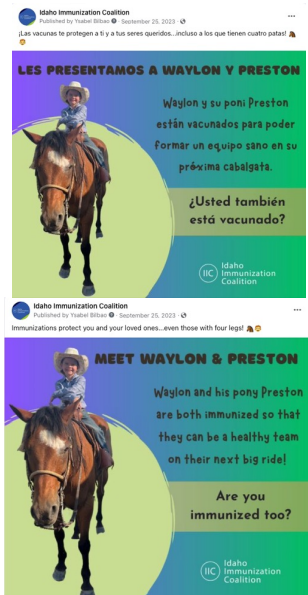 Idaho Immunization Coalition
Published by Ysabel Bilbao · September 25, 2023 ·
¡Las vacunas te protegen a ti y a tus seres queridos...incluso a los que tienen cuatro patas! 🐴
🤠
LES PRESENTAMOS A WAYLON Y PRESTON
Waylon y su poni Preston
están vacunados para poder
formar un equipo sano en su
próxima cabalgata.
¿Usted también
está vacunado?
IIC
Idaho
Immunization
Coalition
Idaho Immunization Coalition
Published by Ysabel Bilbao · September 25, 2023 ·
Immunizations protect you and your loved ones...even those with four legs! 🐴🤠
MEET WAYLON & PRESTON
Waylon and his pony Preston
are both immunized so that
they can be a healthy team
on their next big ride!
Are you
immunized too?
IIC
Idaho
Immunization
Coalition